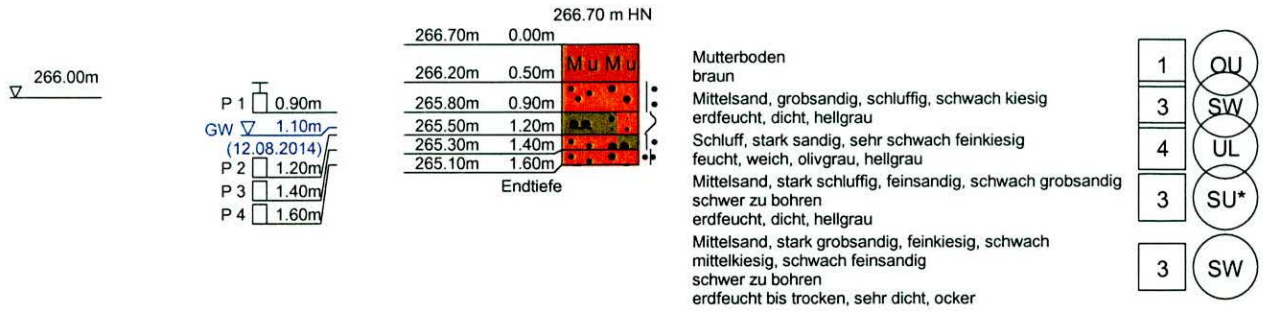 266.70 m HN
266.70m 0.00m
266.20m 0.50m
265.80m 0.90m
265.50m 1.20m
265.30m 1.40m
265.10m 1.60m
Endtiefe
Mu Mu
266.00m
P 1 0.90m
GW 1.10m
(12.08.2014)
P 2 1.20m
P 3 1.40m
P 4 1.60m
Mutterboden
braun
1 OU
Mittelsand, grobsandig, schluffig, schwach kiesig
erdfeucht, dicht, hellgrau
3 SW
Schluff, stark sandig, sehr schwach feinkiesig
feucht, weich, olivgrau, hellgrau
4 UL
Mittelsand, stark schluffig, feinsandig, schwach grobsandig
schwer zu bohren
erdfeucht, dicht, hellgrau
3 SU*
Mittelsand, stark grobsandig, feinkiesig, schwach
mittelkiesig, schwach feinsandig
schwer zu bohren
erdfeucht bis trocken, sehr dicht, ocker
3 SW